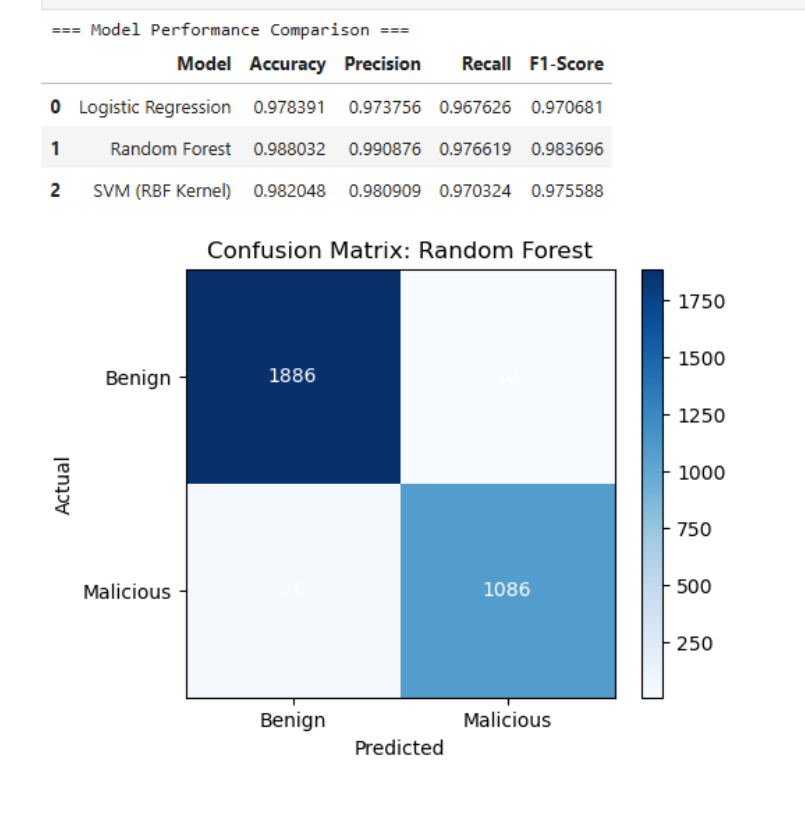 === Model Performance Comparison ===
Model Accuracy Precision Recall F1-Score
0 Logistic Regression 0.978391 0.973756 0.967626 0.970681
1 Random Forest 0.988032 0.990876 0.976619 0.983696
2 SVM (RBF Kernel) 0.982048 0.980909 0.970324 0.975588
Confusion Matrix: Random Forest
1750
1500
1250
1000
750
500
250
Benign 1886 10
Malicious 26 1086
Actual
Benign Malicious
Predicted